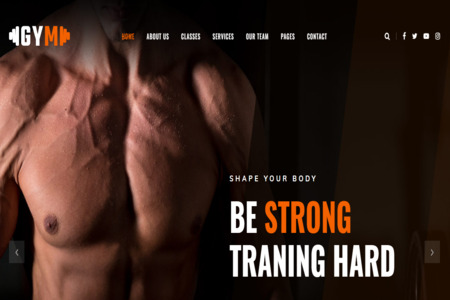 GYM
HOME ABOUT US CLASSES SERVICES OUR TEAM PAGES CONTACT
SHAPE YOUR BODY
BE STRONG
TRANING HARD